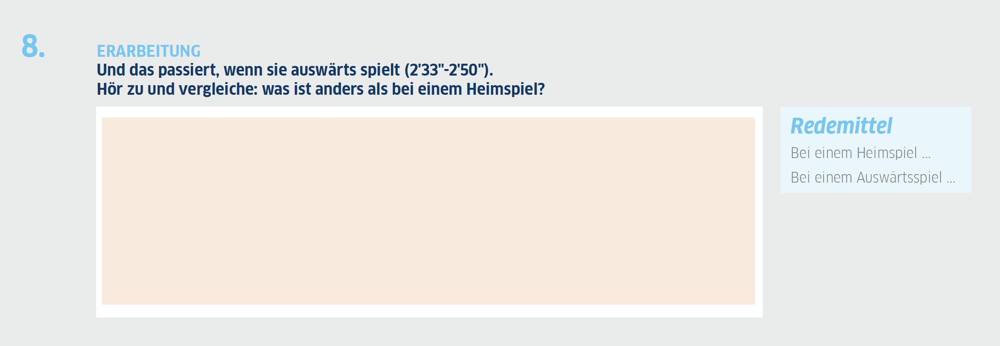 8.
ERARBEITUNG
Und das passiert, wenn sie auswärts spielt (2'33"-2'50").
Hör zu und vergleiche: was ist anders als bei einem Heimspiel?
Redemittel
Bei einem Heimspiel ...
Bei einem Auswärtsspiel ...